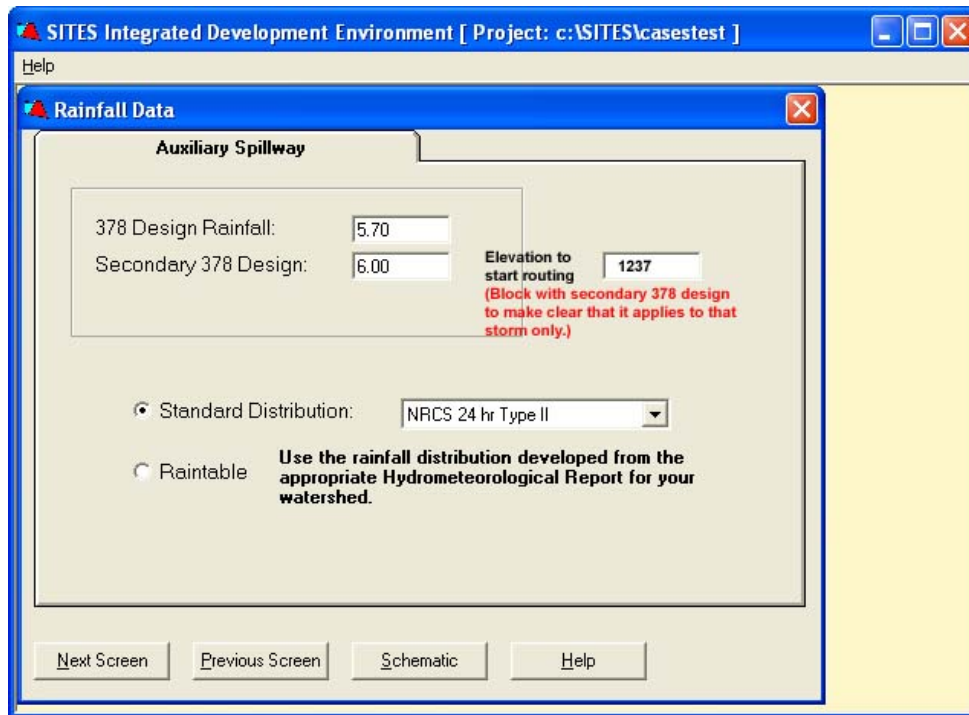 SITES Integrated Development Environment [ Project: c:\SITES\casestest ]
Help
Rainfall Data
Auxiliary Spillway
378 Design Rainfall: 5.70
Secondary 378 Design: 6.00
Elevation to
start routing 1237
(Block with secondary 378 design
to make clear that it applies to that
storm only.)
Standard Distribution: NRCS 24 hr Type II
Raintable
Use the rainfall distribution developed from the
appropriate Hydrometeorological Report for your
watershed.
Next Screen Previous Screen Schematic Help